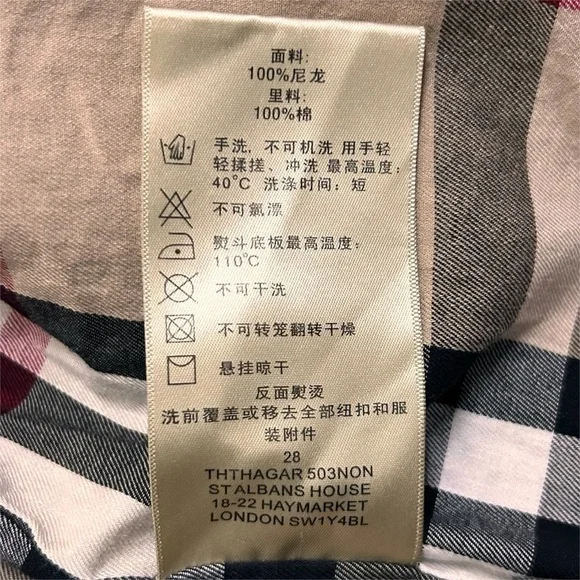 面料:
100%尼龙
里料:
100%棉
手洗, 不可机洗 用手轻
轻揉搓、冲洗 最高温度:
40°C 洗涤时间: 短
不可氯漂
熨斗底板最高温度:
110°C
不可干洗
不可转笼翻转干燥
悬挂晾干
反面熨烫
洗前覆盖或移去全部纽扣和服
装附件
28
THTHAGAR 503NON
ST ALBANS HOUSE
18-22 HAYMARKET
LONDON SW1Y4BL